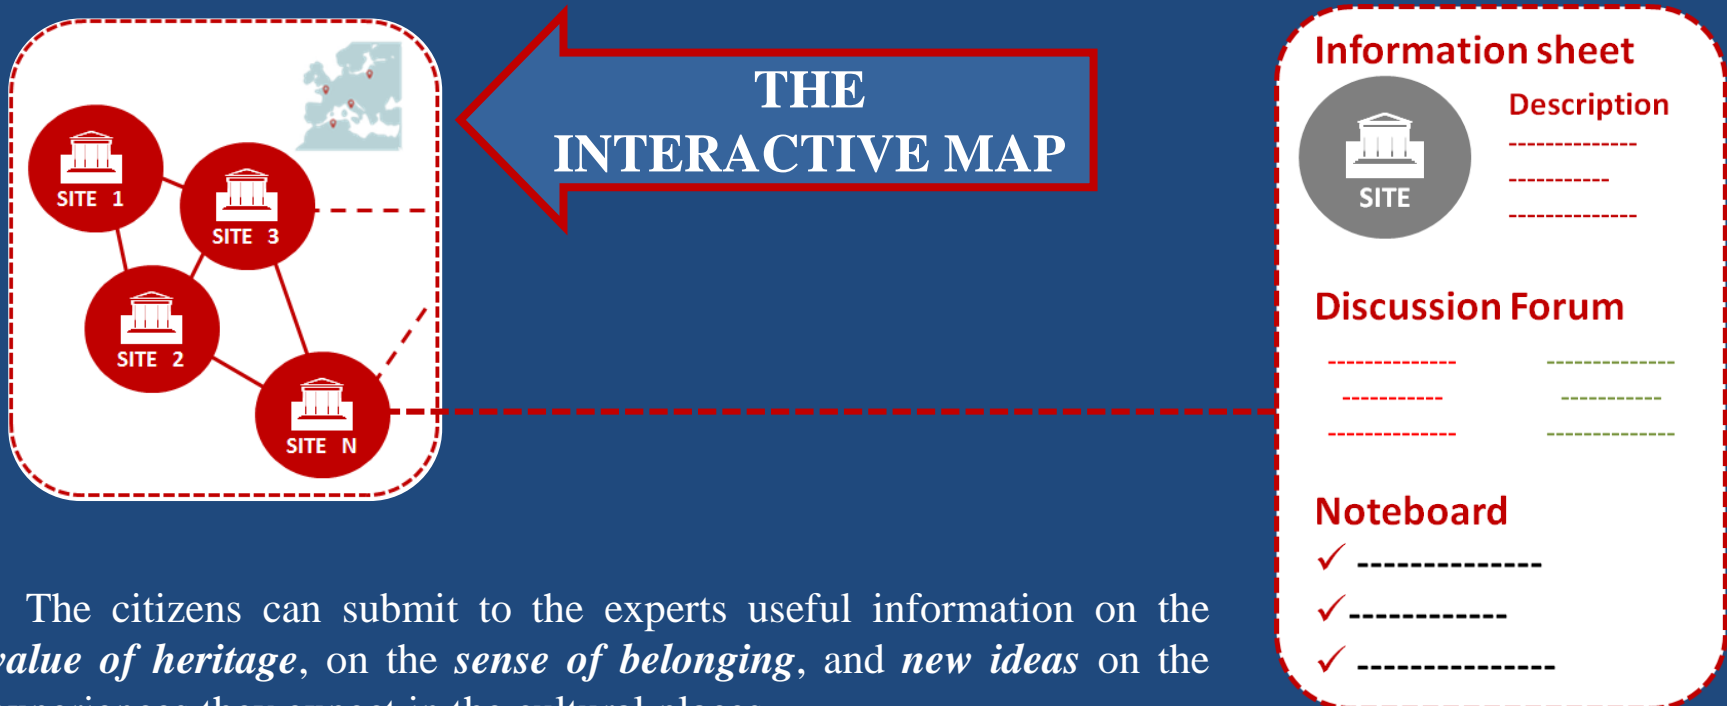 THE
INTERACTIVE MAP
SITE 1
SITE 3
SITE 2
SITE N
Information sheet
Description
SITE
Discussion Forum
Noteboard
The citizens can submit to the experts useful information on the
value of heritage, on the sense of belonging, and new ideas on the